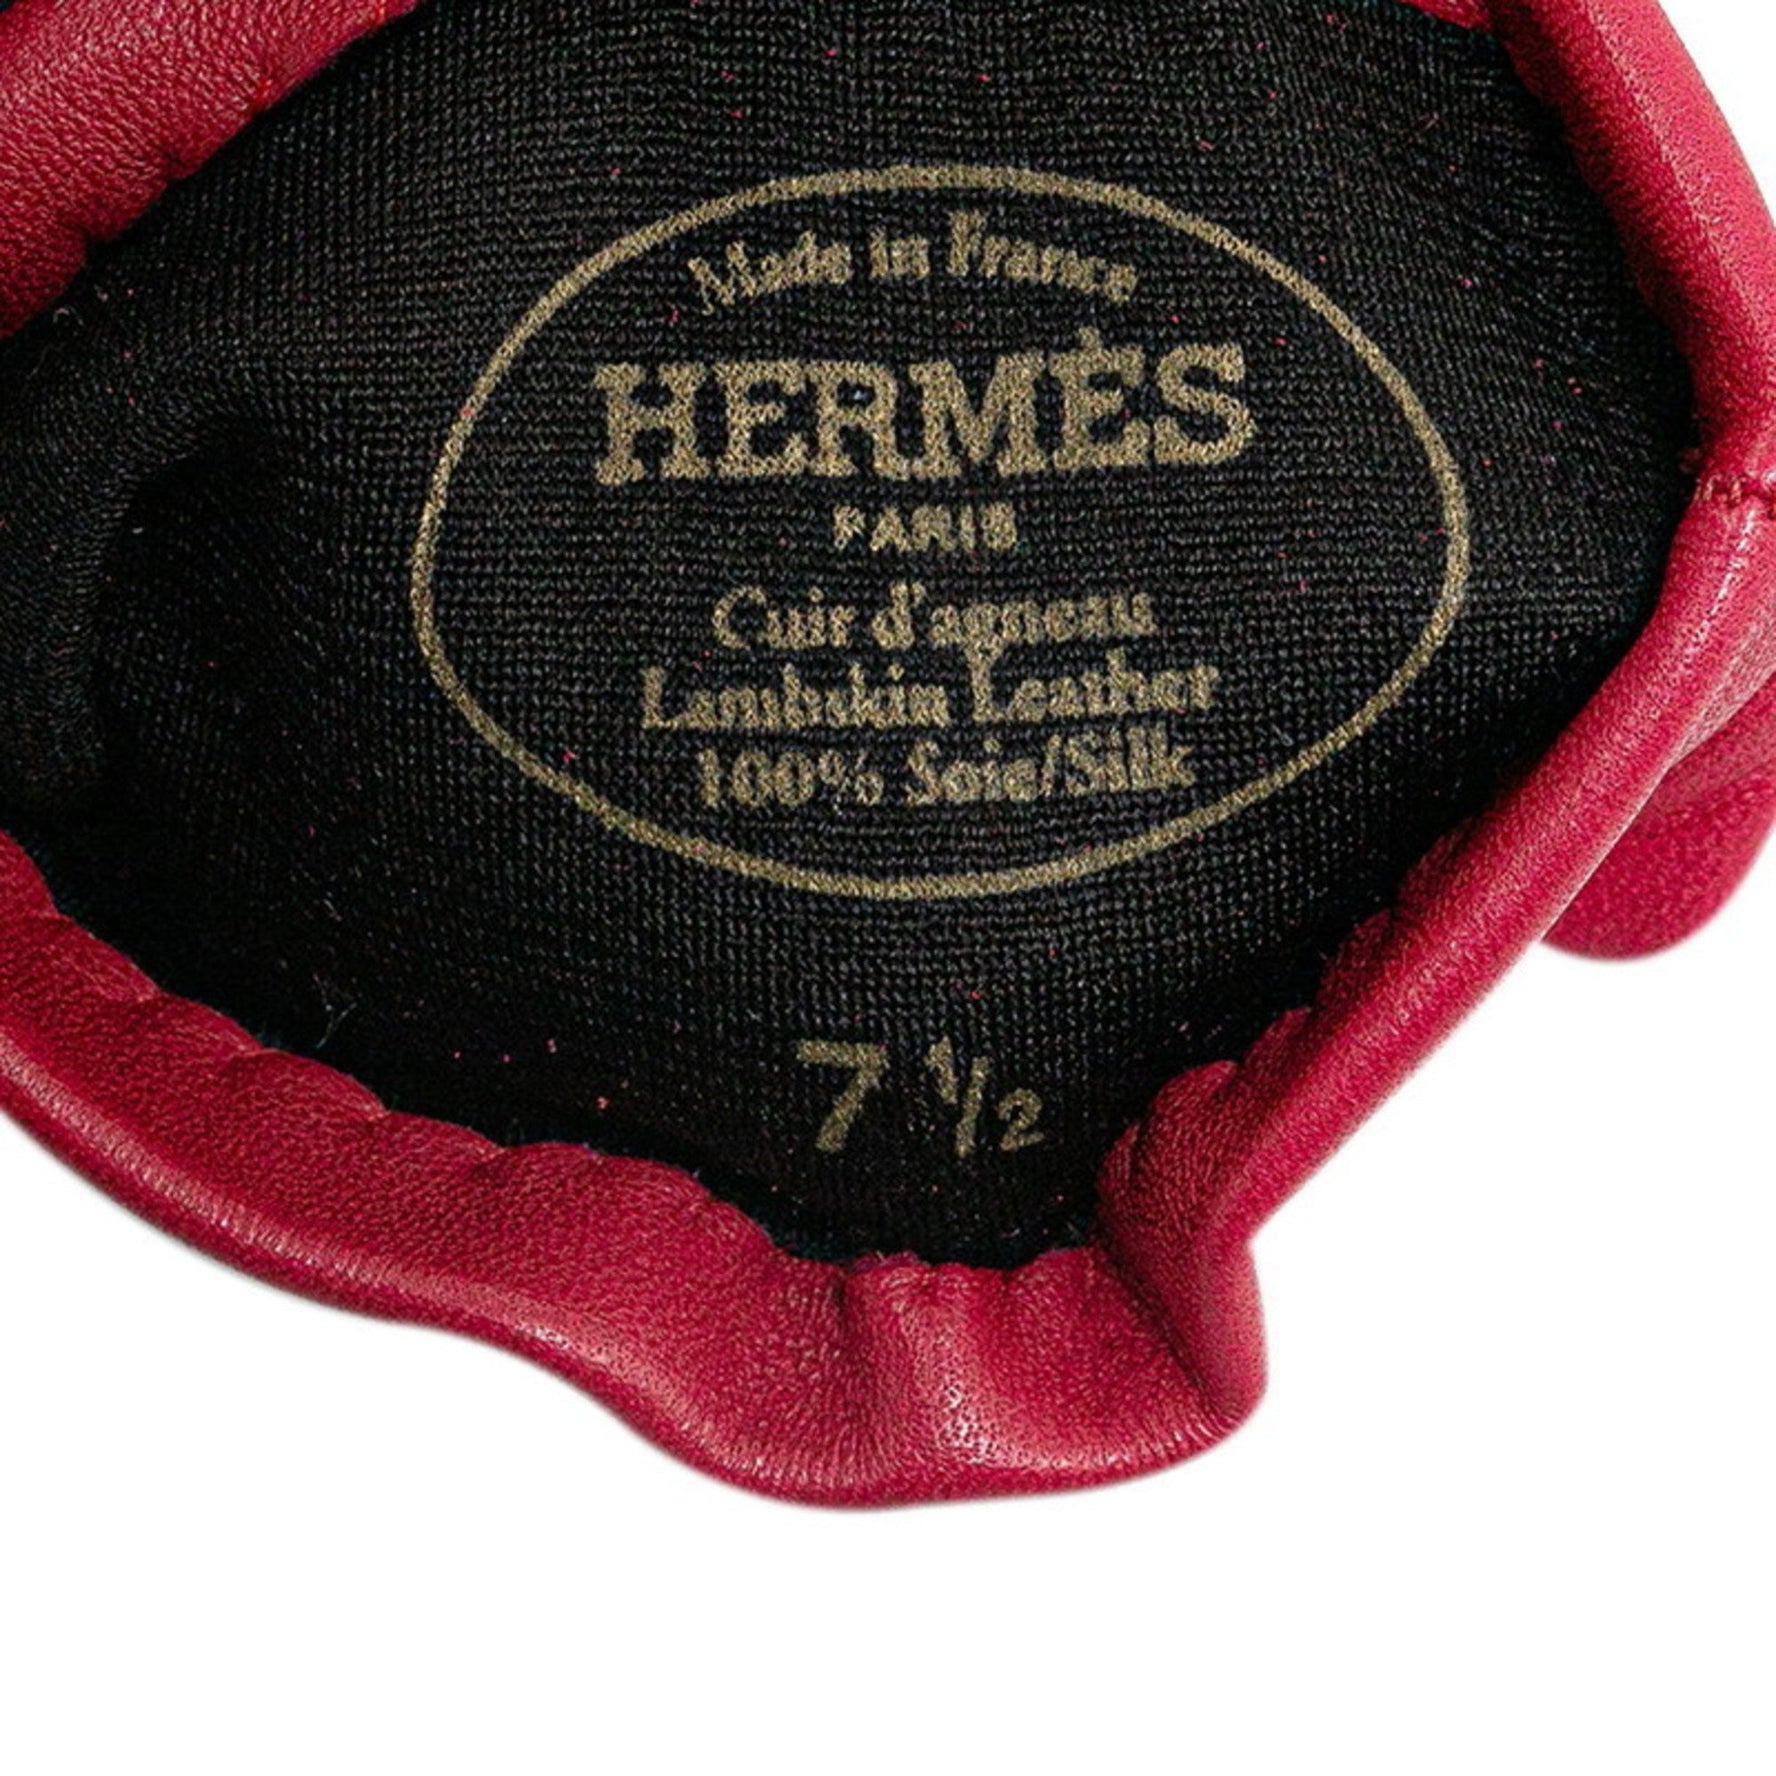 Made in France
HERMÈS
PARIS
Cuir d'agneau
Lambskin Leather
100% Soie/Silk
7 1/2